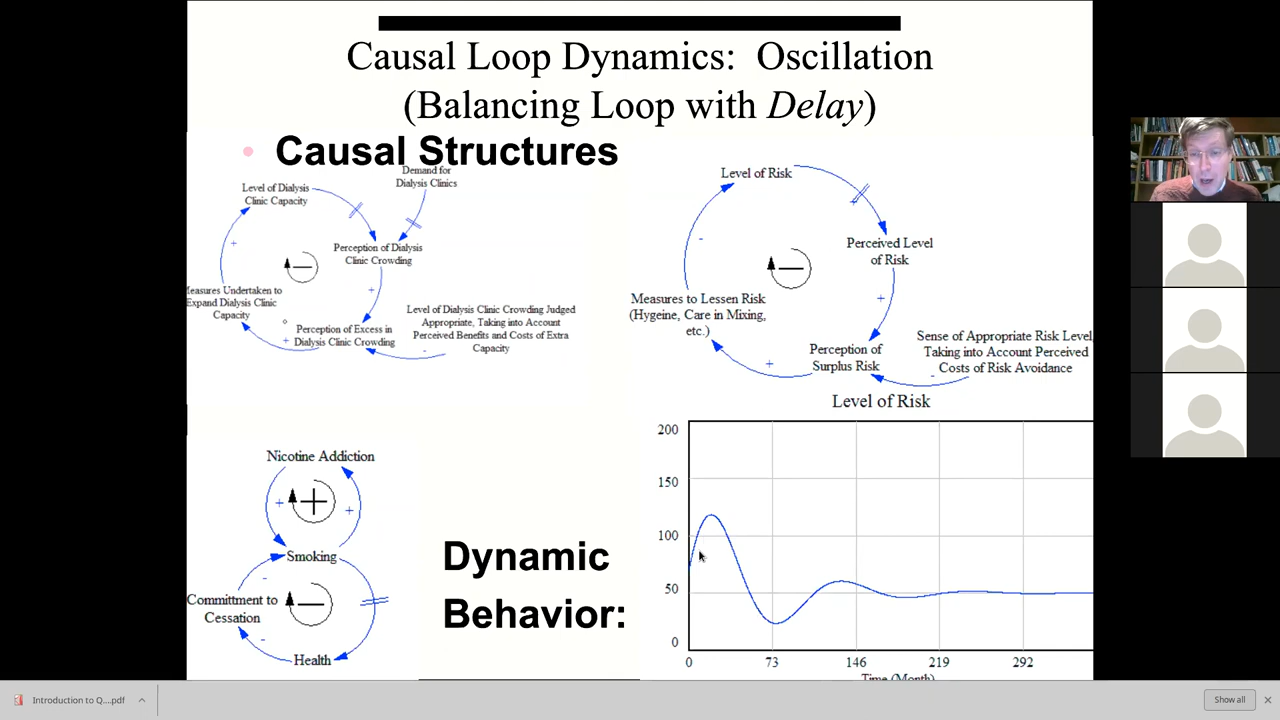 Causal Loop Dynamics: Oscillation
(Balancing Loop with Delay)
• Causal Structures
Level of Dialysis
Clinic Capacity
Demand for
Dialysis Clinics
Perception of Dialysis
Clinic Crowding
+
Measures Undertaken to
Expand Dialysis Clinic
Capacity
+
Perception of Excess in
Dialysis Clinic Crowding
+
Level of Dialysis Clinic Crowding Judged
Appropriate, Taking into Account
Perceived Benefits and Costs of Extra
Capacity
-
Level of Risk
-
Perceived Level
of Risk
+
Measures to Lessen Risk
(Hygeine, Care in Mixing,
etc.)
+
Perception of
Surplus Risk
Sense of Appropriate Risk Level,
Taking into Account Perceived
Costs of Risk Avoidance
-
Nicotine Addiction
+
+
Smoking
-
Committment to
Cessation
-
Health
Dynamic
Behavior:
Level of Risk
200
150
100
50
0
0 73 146 219 292
Time (Month)
Introduction to Q....pdf
Show all